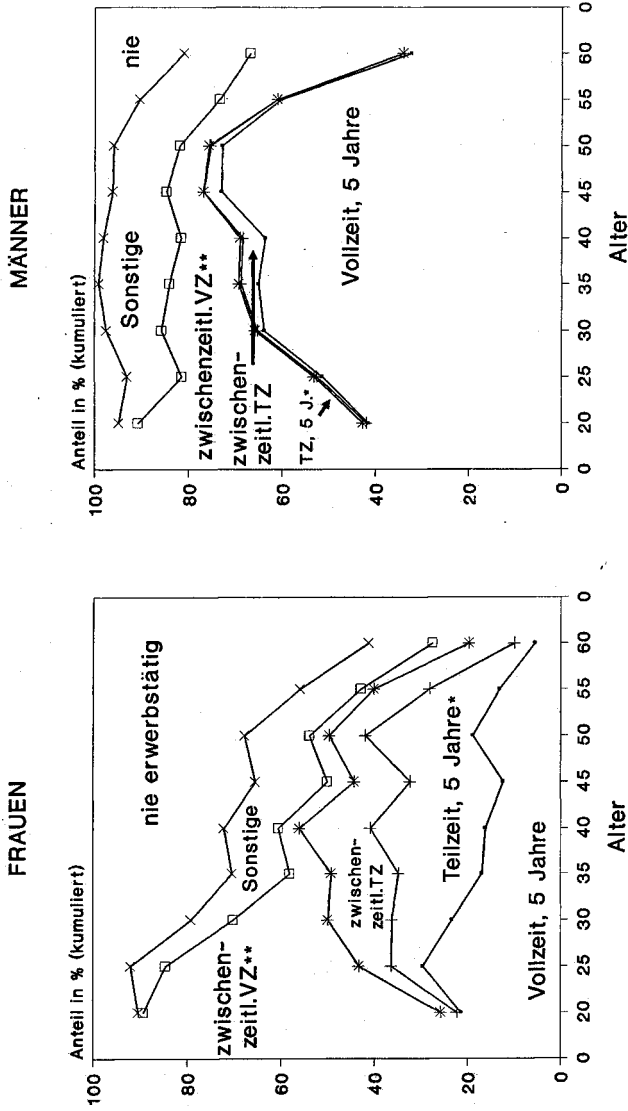 FRAUEN
Anteil in % (kumuliert)
100
80
60
40
20
0
zwischen-
zeitl.VZ**
nie erwerbstätig
Sonstige
zwischen-
zeitl.TZ
Teilzeit, 5 Jahre*
Vollzeit, 5 Jahre
20 25 30 35 40 45 50 55 60 0
Alter
MÄNNER
Anteil in % (kumuliert)
100
80
60
40
20
0
nie
Sonstige
zwischenzeitl.VZ**
zwischen-
zeitl.TZ
TZ, 5 J.*
Vollzeit, 5 Jahre
20 25 30 35 40 45 50 55 60 0
Alter